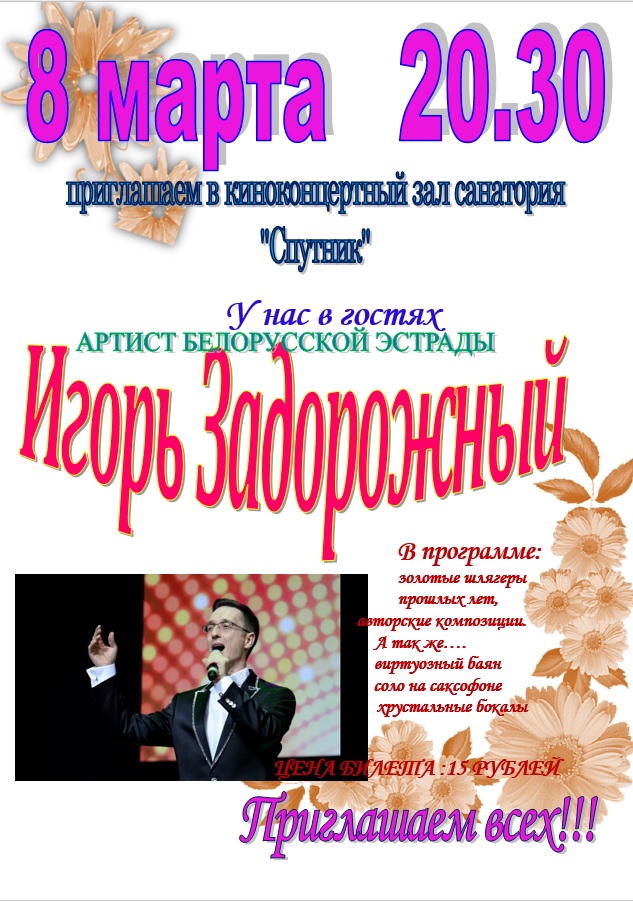 8 марта 20.30
приглашаем в киноконцертный зал санатория
"Спутник"
У нас в гостях
АРТИСТ БЕЛОРУССКОЙ ЭСТРАДЫ
Игорь Задорожный
В программе:
золотые шлягеры
прошлых лет,
авторские композиции.
А так же....
виртуозный баян
соло на саксофоне
хрустальные бокалы
ЦЕНА БИЛЕТА :15 РУБЛЕЙ
Приглашаем всех!!!